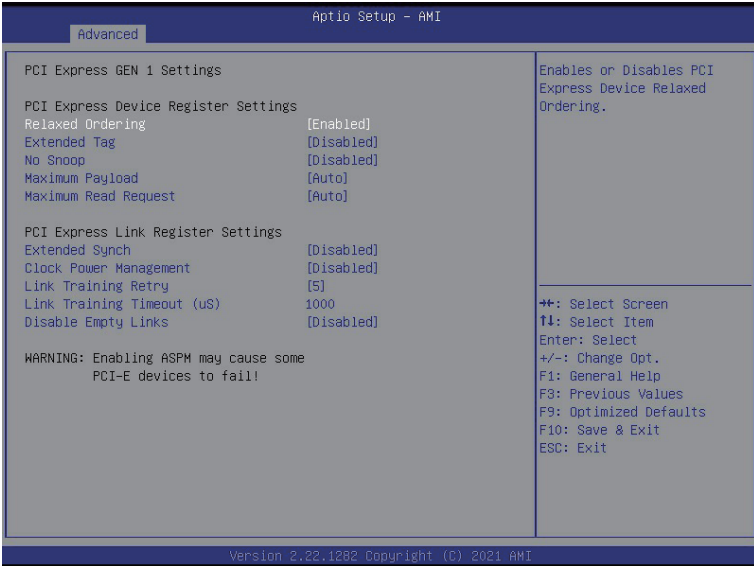 Aptio Setup – AMI
Advanced
PCI Express GEN 1 Settings
PCI Express Device Register Settings
Relaxed Ordering [Enabled]
Extended Tag [Disabled]
No Snoop [Disabled]
Maximum Payload [Auto]
Maximum Read Request [Auto]
PCI Express Link Register Settings
Extended Synch [Disabled]
Clock Power Management [Disabled]
Link Training Retry [5]
Link Training Timeout (uS) 1000
Disable Empty Links [Disabled]
WARNING: Enabling ASPM may cause some
PCI-E devices to fail!
Enables or Disables PCI
Express Device Relaxed
Ordering.
→←: Select Screen
↑↓: Select Item
Enter: Select
+/-: Change Opt.
F1: General Help
F3: Previous Values
F9: Optimized Defaults
F10: Save & Exit
ESC: Exit
Version 2.22.1282 Copyright (C) 2021 AMI